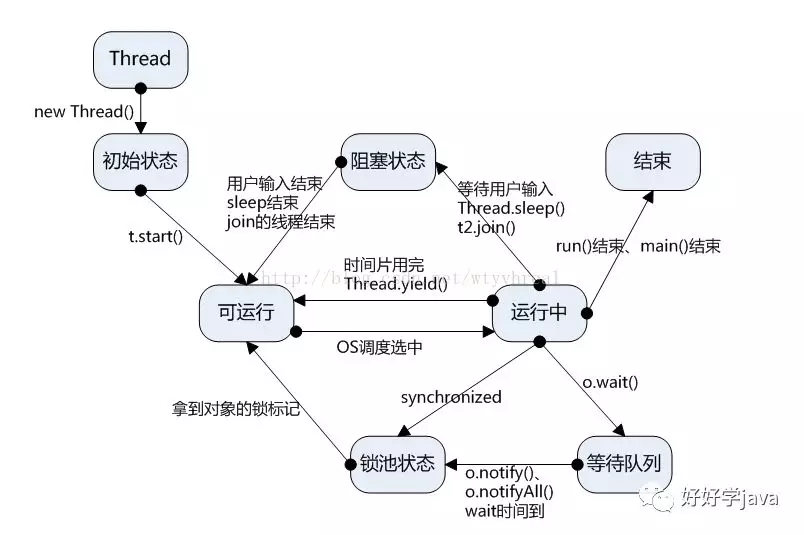 Thread
new Thread()
初始状态
阻塞状态
结束
用户输入结束
sleep结束
join的线程结束
等待用户输入
Thread.sleep()
t2.join()
t.start()
run()结束、main()结束
时间片用完
Thread.yield()
可运行
运行中
OS调度选中
synchronized
o.wait()
拿到对象的锁标记
锁池状态
等待队列
o.notify()、
o.notifyAll()
wait时间到
好好学java